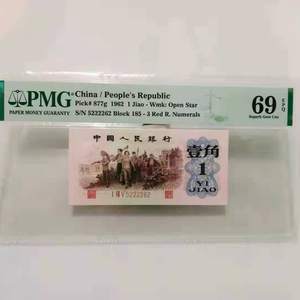 PMG
PAPER MONEY GUARANTY
China / People's Republic
Pick# 877g 1962 1 Jiao - Wmk: Open Star
S/N 5222262 Block 185 - 3 Red R. Numerals
69 EPQ
Superb Gem Unc
中国人民银行
壹角
1
YI
JIAO
V 5222262